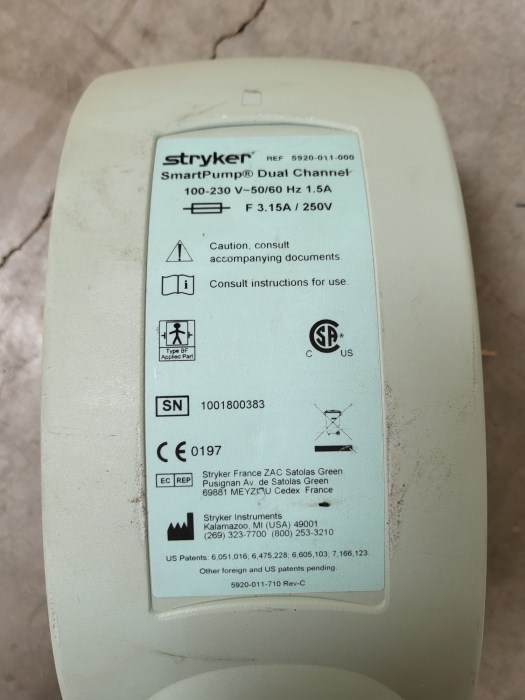 stryker® REF 5920-011-000
SmartPump® Dual Channel
100-230 V~50/60 Hz 1.5A
F 3.15A / 250V
Caution, consult
accompanying documents.
i Consult instructions for use.
Type BF
Applied Part
C SA® US
SN 1001800383
CE 0197
EC REP Stryker France ZAC Satolas Green
Pusignan Av. de Satolas Green
69881 MEYZIEU Cedex France
Stryker Instruments
Kalamazoo, MI (USA) 49001
(269) 323-7700 (800) 253-3210
US Patents: 6,051,016; 6,475,228; 6,605,103; 7,166,123.
Other foreign and US patents pending.
5920-011-710 Rev-C